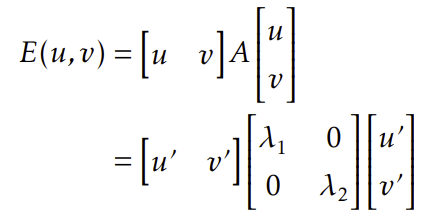 E(u, v) = [u v] A [u v]
= [u′ v′] [λ₁ 0 0 λ₂] [u′ v′]